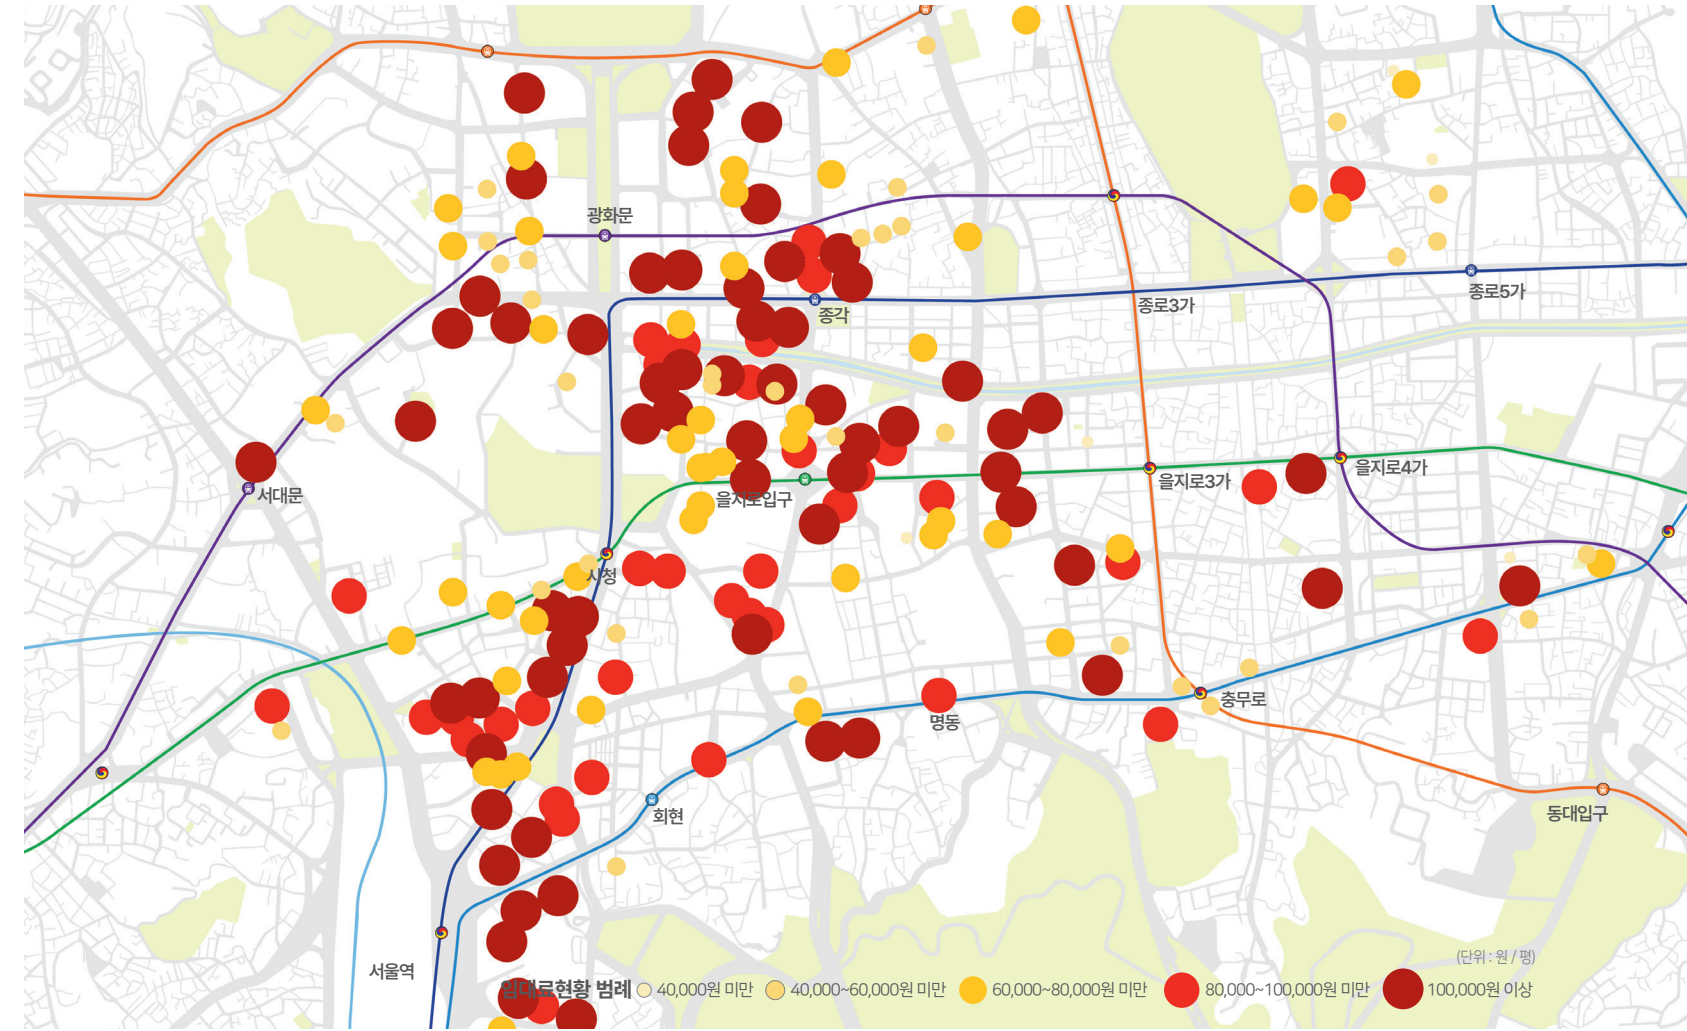 광화문
종로5가
종로3가
종각
을지로4가
을지로3가
서대문
을지로입구
시청
충무로
명동
회현
동대입구
(단위 : 원 / 평)
서울역
임대료현황 범례 40,000원 미만 40,000~60,000원 미만 60,000~80,000원 미만 80,000~100,000원 미만 100,000원 이상